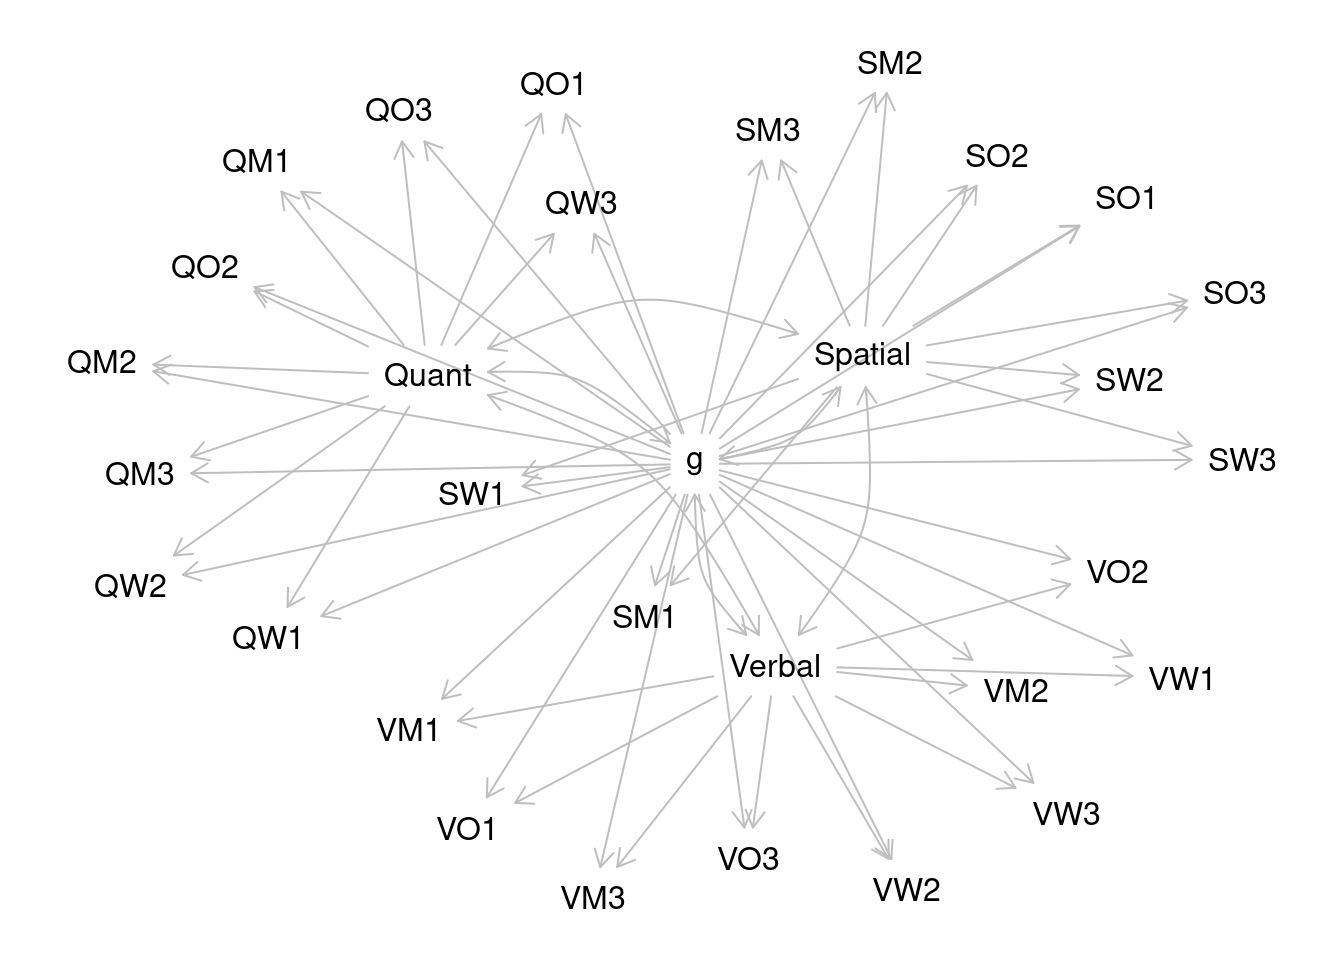 SM2
QO1
QO3
SM3
SO2
QM1
SO1
QW3
QO2
SO3
Spatial
QM2
Quant
SW2
g
SW3
QM3
SW1
VO2
QW2
SM1
QW1
Verbal
VW1
VM2
VM1
VW3
VO1
VO3
VW2
VM3